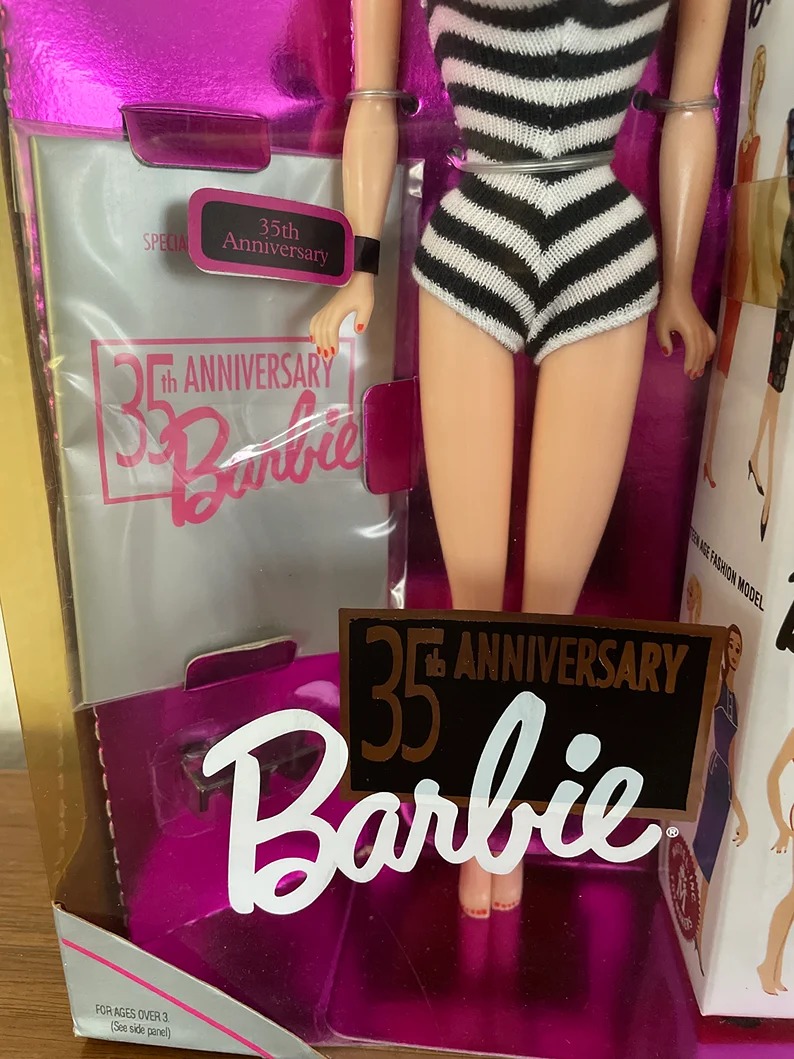 SPECIA
35th
Anniversary
35th ANNIVERSARY
Barbie
TEEN AGE FASHION MODEL
35th ANNIVERSARY
Barbie®
FOR AGES OVER 3
(See side panel)